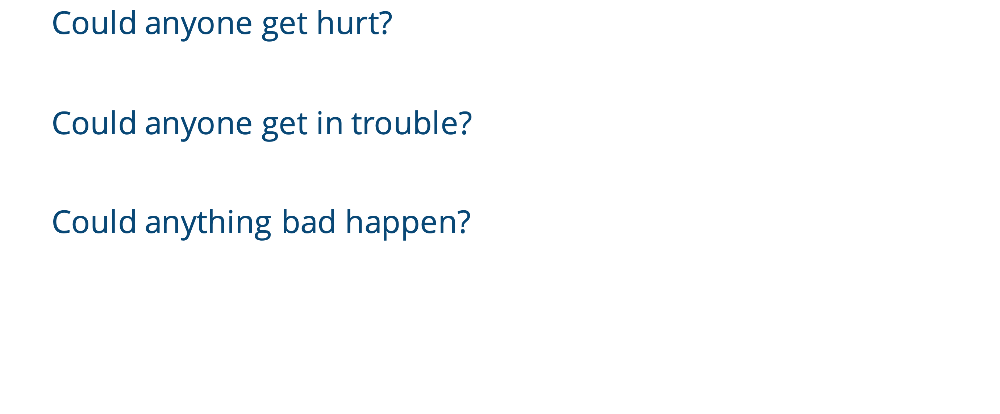 Could anyone get hurt?
Could anyone get in trouble?
Could anything bad happen?